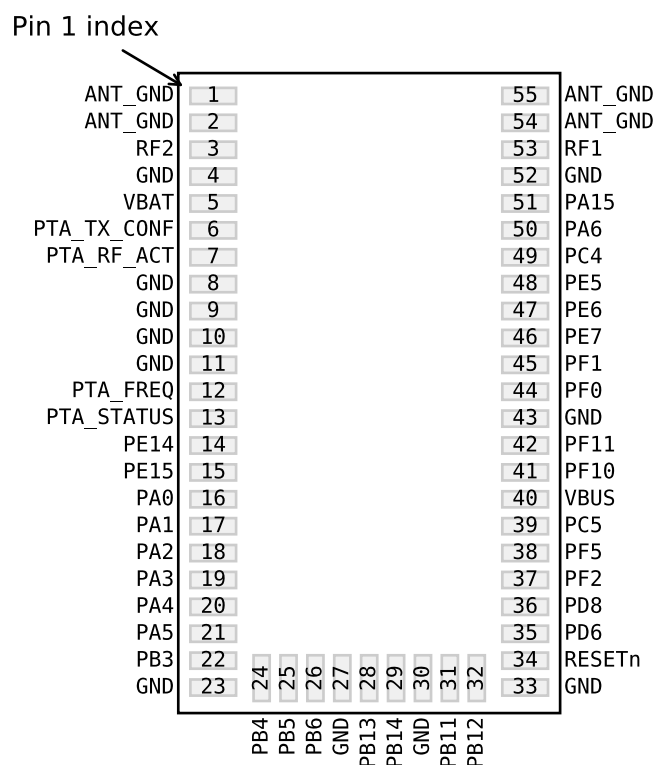 Pin 1 index
ANT_GND 1 55 ANT_GND
ANT_GND 2 54 ANT_GND
RF2 3 53 RF1
GND 4 52 GND
VBAT 5 51 PA15
PTA_TX_CONF 6 50 PA6
PTA_RF_ACT 7 49 PC4
GND 8 48 PE5
GND 9 47 PE6
GND 10 46 PE7
GND 11 45 PF1
PTA_FREQ 12 44 PF0
PTA_STATUS 13 43 GND
PE14 14 42 PF11
PE15 15 41 PF10
PA0 16 40 VBUS
PA1 17 39 PC5
PA2 18 38 PF5
PA3 19 37 PF2
PA4 20 36 PD8
PA5 21 35 PD6
PB3 22 34 RESETn
GND 23 33 GND
24 25 26 27 28 29 30 31 32
PB4 PB5 PB6 GND PB13 PB14 GND PB11 PB12